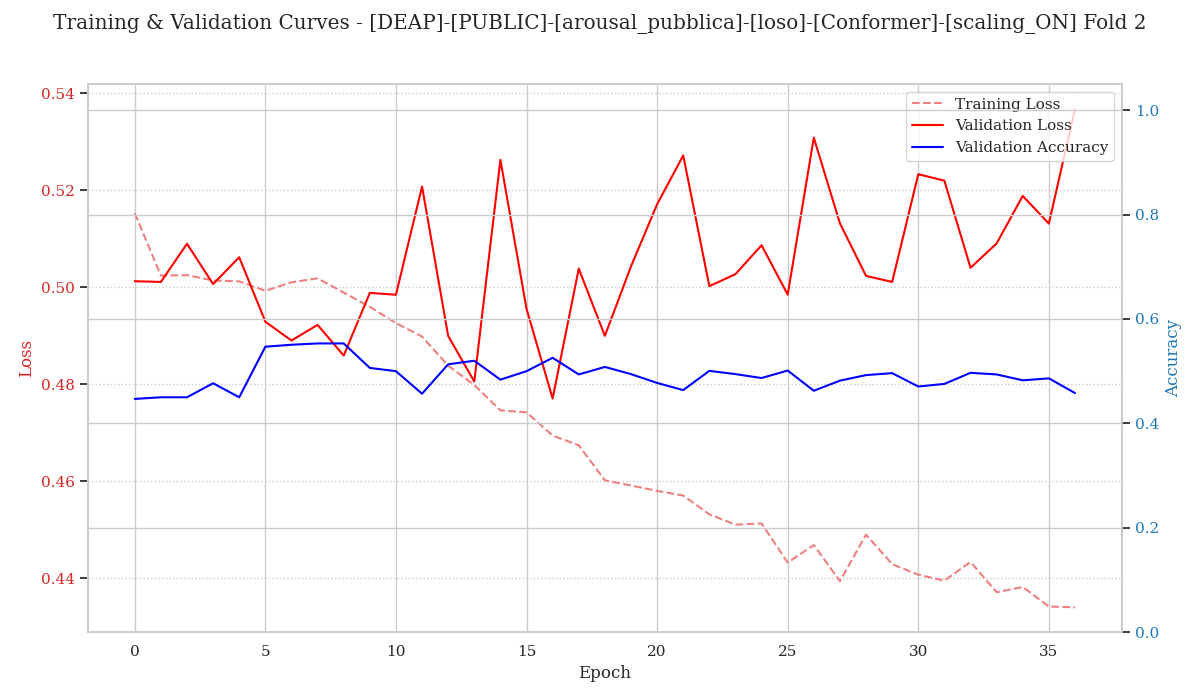 Training & Validation Curves - [DEAP]-[PUBLIC]-[arousal_pubblica]-[loso]-[Conformer]-[scaling_ON] Fold 2
Training Loss
Validation Loss
Validation Accuracy
Loss
0.54
0.52
0.50
0.48
0.46
0.44
Accuracy
1.0
0.8
0.6
0.4
0.2
0.0
0 5 10 15 20 25 30 35
Epoch